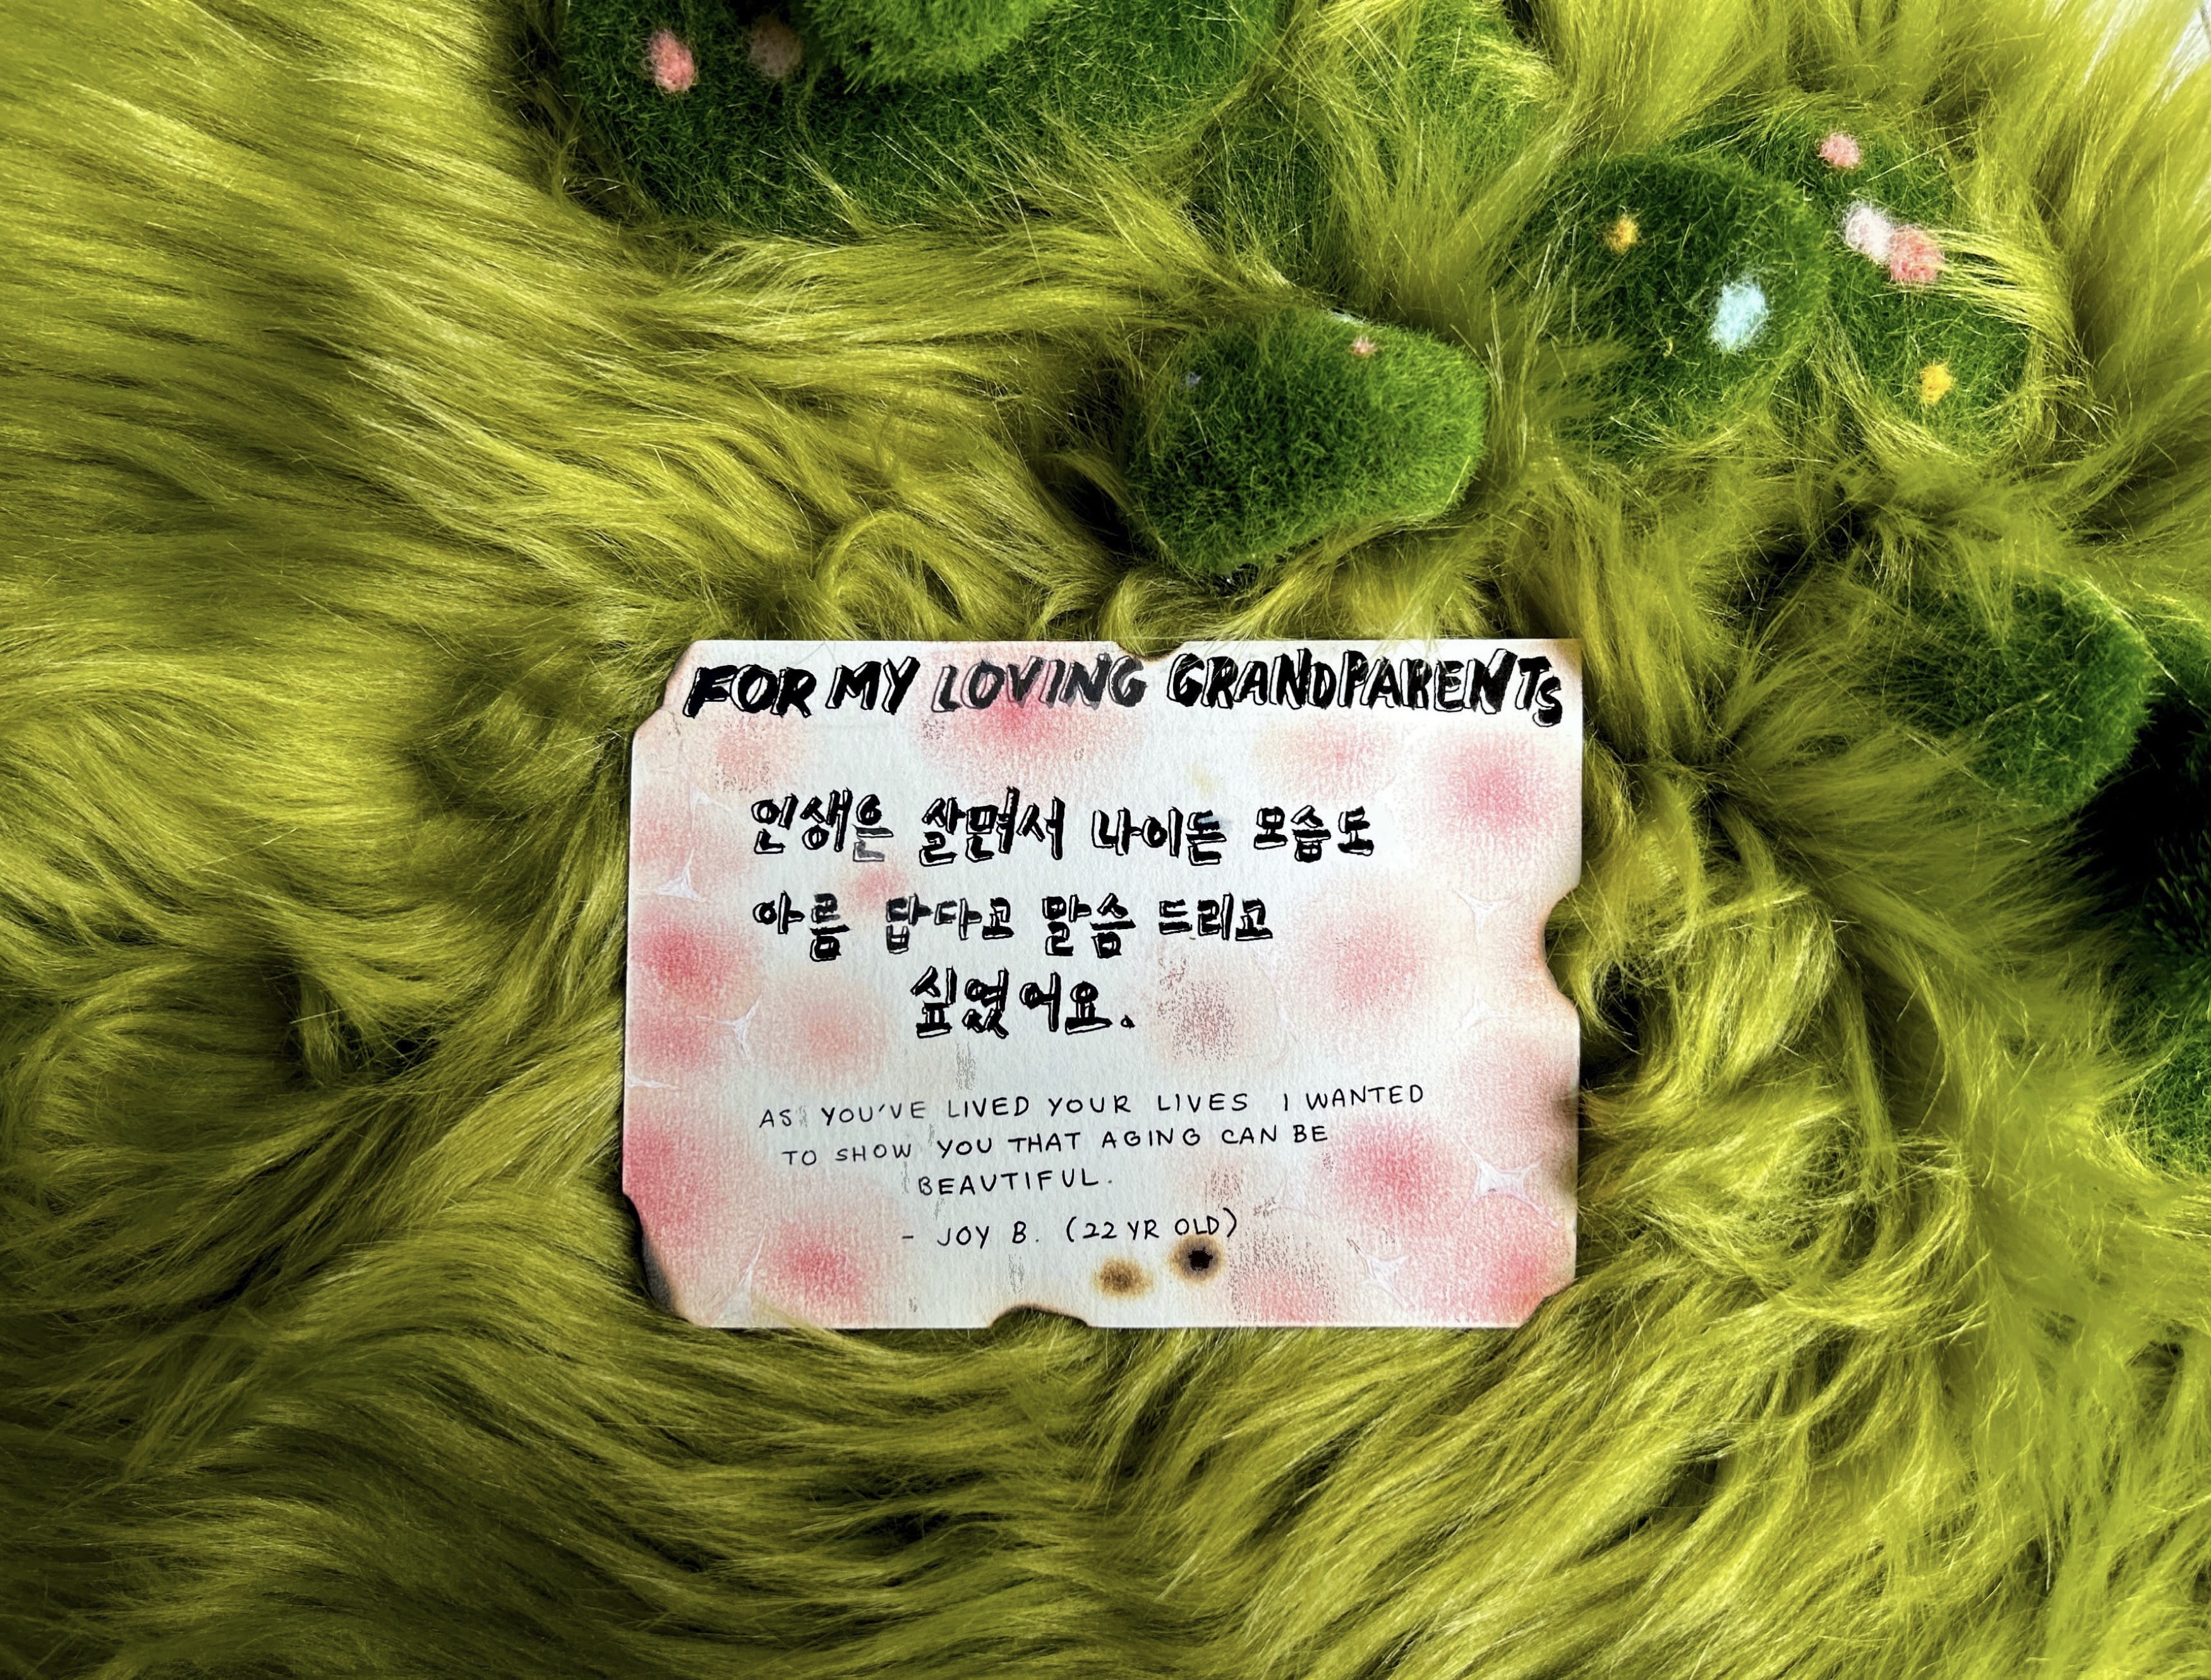 FOR MY LOVING GRANDPARENTS
인생은 살면서 나이든 모습도
아름 답다고 말씀 드리고
싶었어요.
AS YOU'VE LIVED YOUR LIVES I WANTED
TO SHOW YOU THAT AGING CAN BE
BEAUTIFUL.
- JOY B. (22 YR OLD)